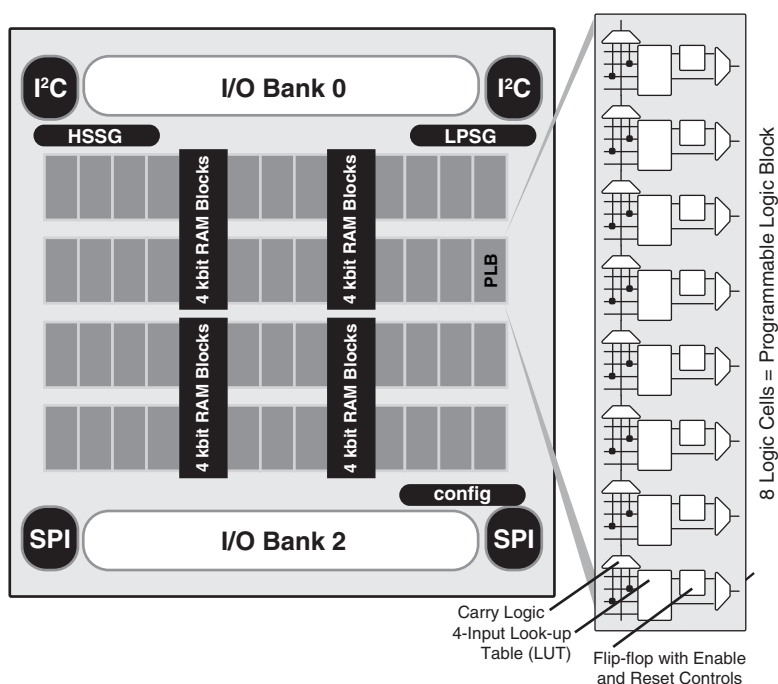 I²C
I/O Bank 0
I²C
HSSG
LPSG
4 kbit RAM Blocks
4 kbit RAM Blocks
PLB
4 kbit RAM Blocks
4 kbit RAM Blocks
config
SPI
I/O Bank 2
SPI
8 Logic Cells = Programmable Logic Block
Carry Logic
4-Input Look-up
Table (LUT)
Flip-flop with Enable
and Reset Controls